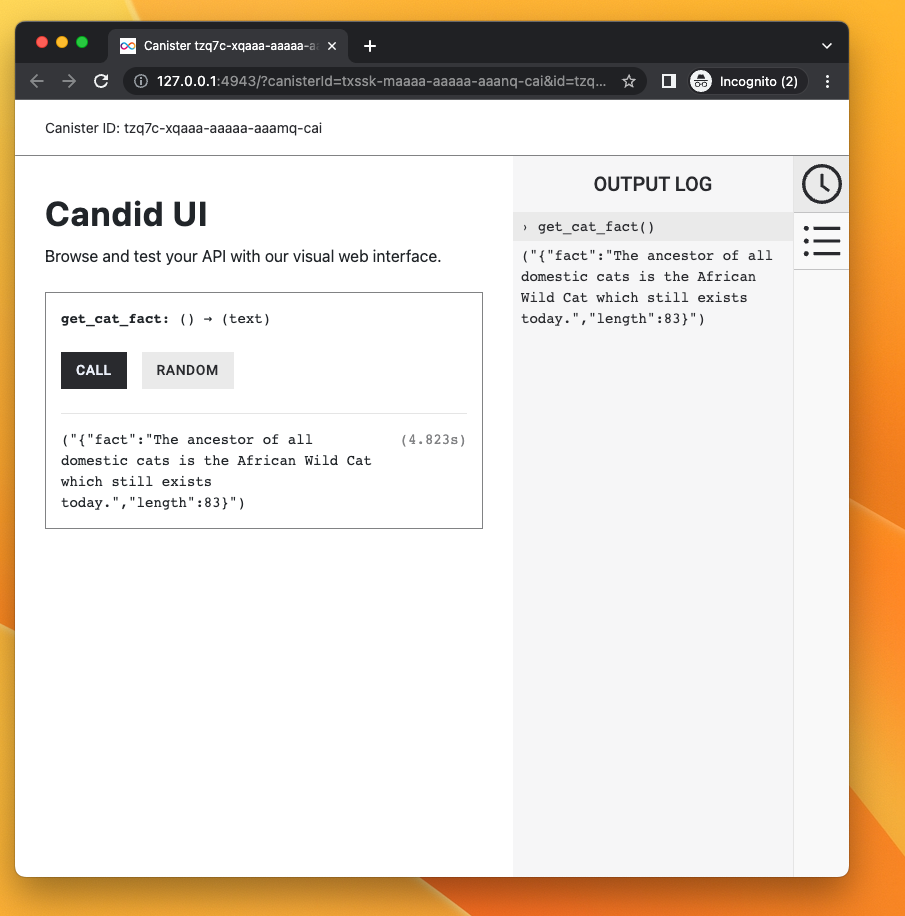 Canister tzq7c-xqaaa-aaaaa-a
127.0.0.1:4943/?canisterId=txssk-maaaa-aaaaa-aaanq-cai&id=tzq...
Incognito (2)
Canister ID: tzq7c-xqaaa-aaaaa-aaamq-cai
Candid UI
Browse and test your API with our visual web interface.
get_cat_fact: () → (text)
CALL RANDOM
("{"fact":"The ancestor of all (4.823s)
domestic cats is the African Wild Cat
which still exists
today.","length":83}")
OUTPUT LOG
› get_cat_fact()
("{"fact":"The ancestor of all
domestic cats is the African
Wild Cat which still exists
today.","length":83}")